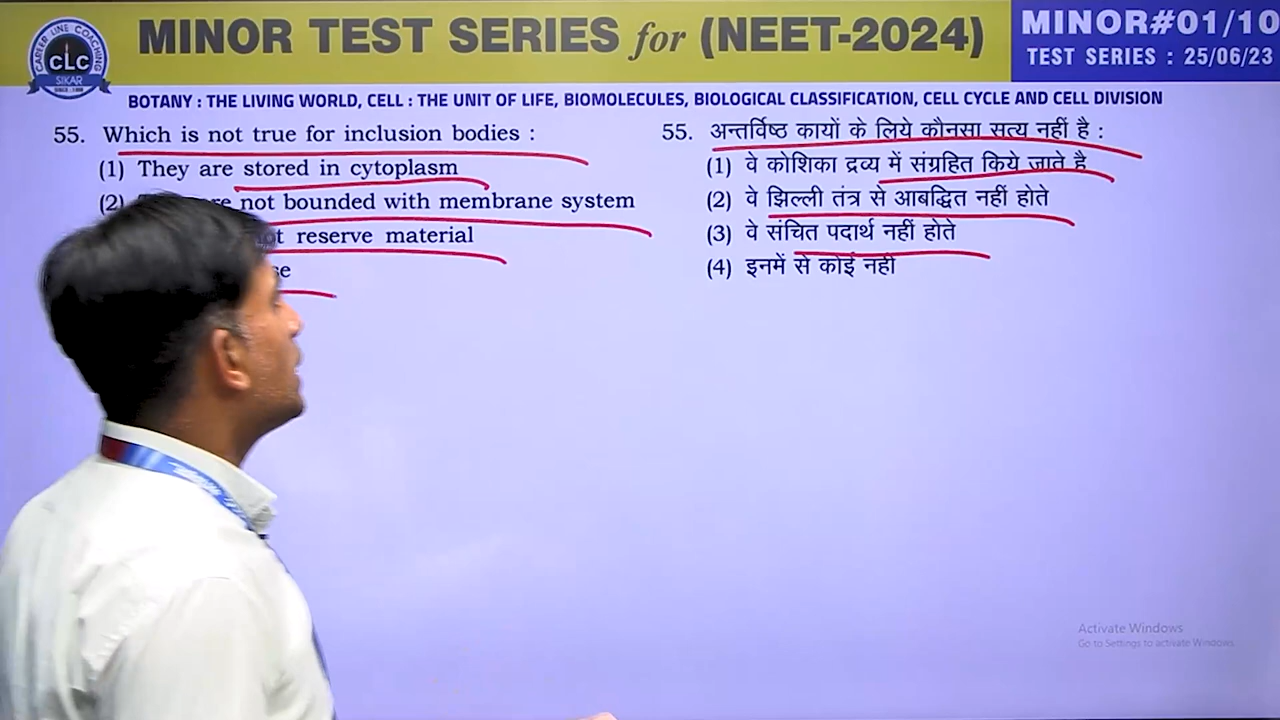 MINOR TEST SERIES for (NEET-2024)
MINOR#01/10
TEST SERIES : 25/06/23
CAREER LINE COACHING
CLC
SIKAR
BOTANY : THE LIVING WORLD, CELL : THE UNIT OF LIFE, BIOMOLECULES, BIOLOGICAL CLASSIFICATION, CELL CYCLE AND CELL DIVISION
55. Which is not true for inclusion bodies :
(1) They are stored in cytoplasm
(2) not bounded with membrane system
reserve material
55. अन्तर्विष्ठ कायों के लिये कौनसा सत्य नहीं है :
(1) वे कोशिका द्रव्य में संग्रहित किये जाते है
(2) वे झिल्ली तंत्र से आबद्धित नहीं होते
(3) वे संचित पदार्थ नहीं होते
(4) इनमें से कोई नही
Activate Windows
Go to Settings to activate Windows.